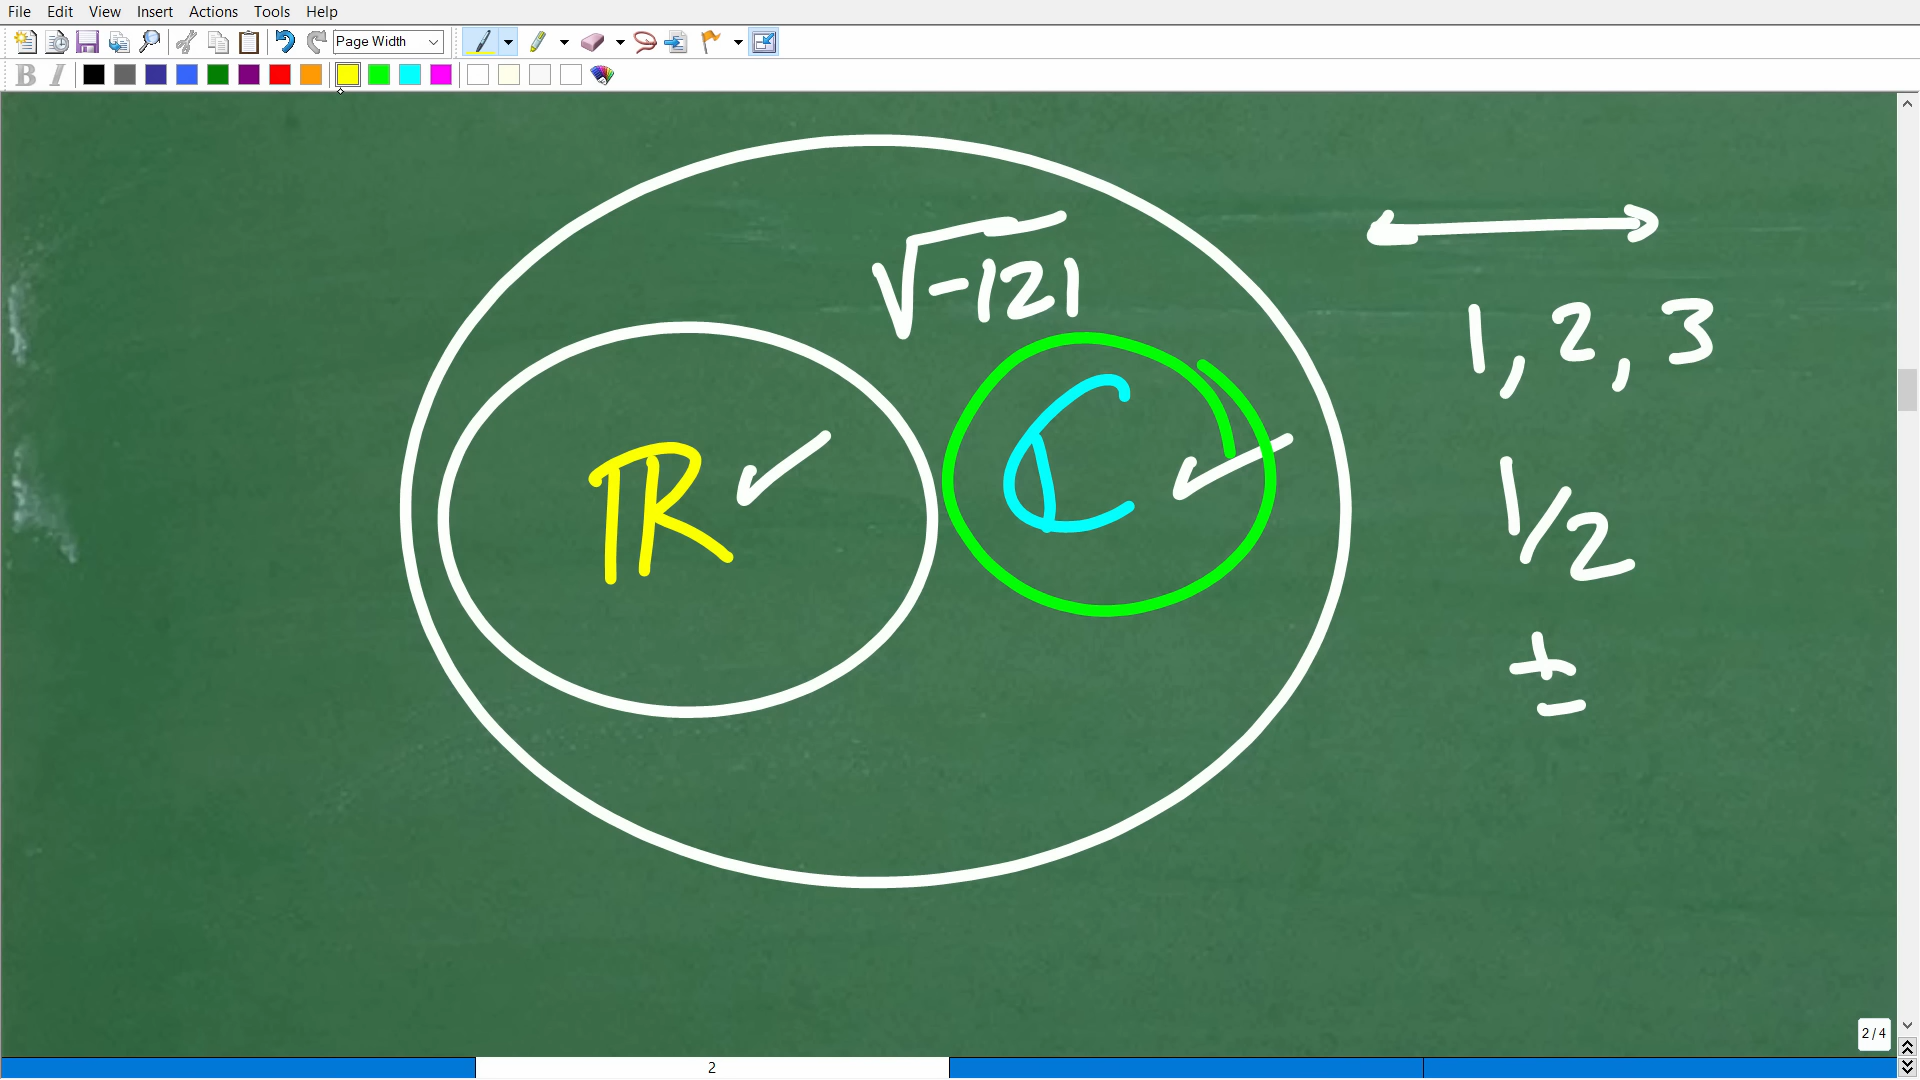 File Edit View Insert Actions Tools Help
Page Width
B I
√-121
ℝ
ℂ
1, 2, 3
1/2
±
2 / 4
2